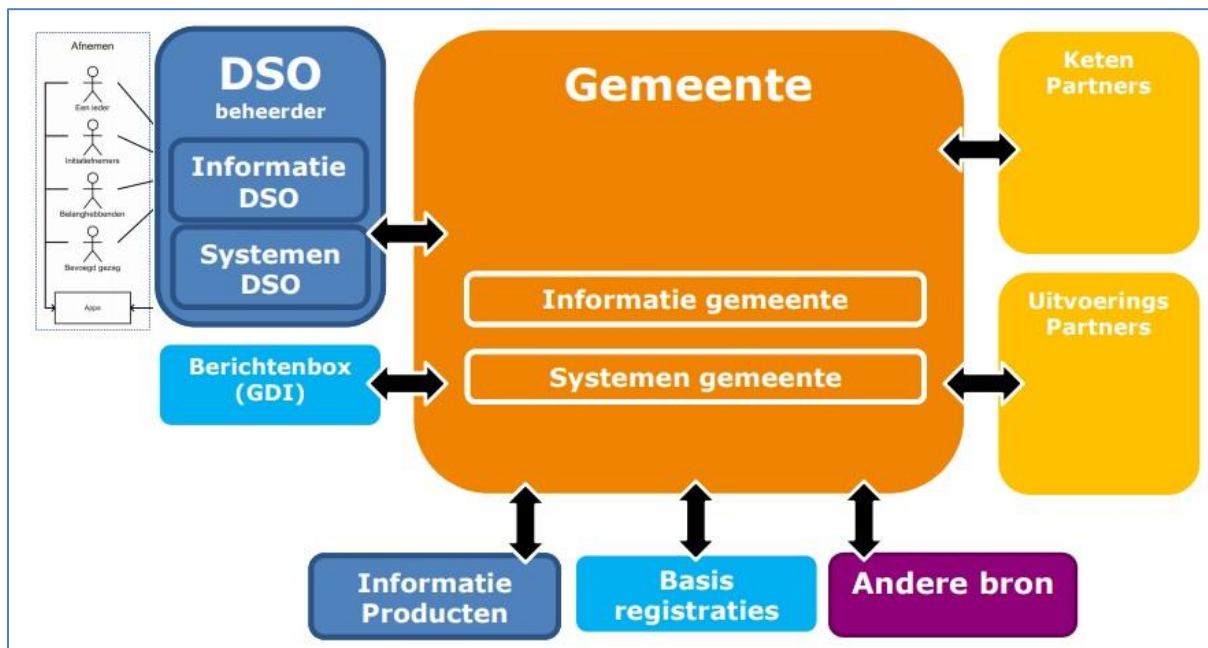 Afnemen
Een ieder
Initiatiefnemers
Belanghebbenden
Bevoegd gezag
Apps
DSO
beheerder
Informatie
DSO
Systemen
DSO
Berichtenbox
(GDI)
Gemeente
Informatie gemeente
Systemen gemeente
Keten
Partners
Uitvoerings
Partners
Informatie
Producten
Basis
registraties
Andere bron